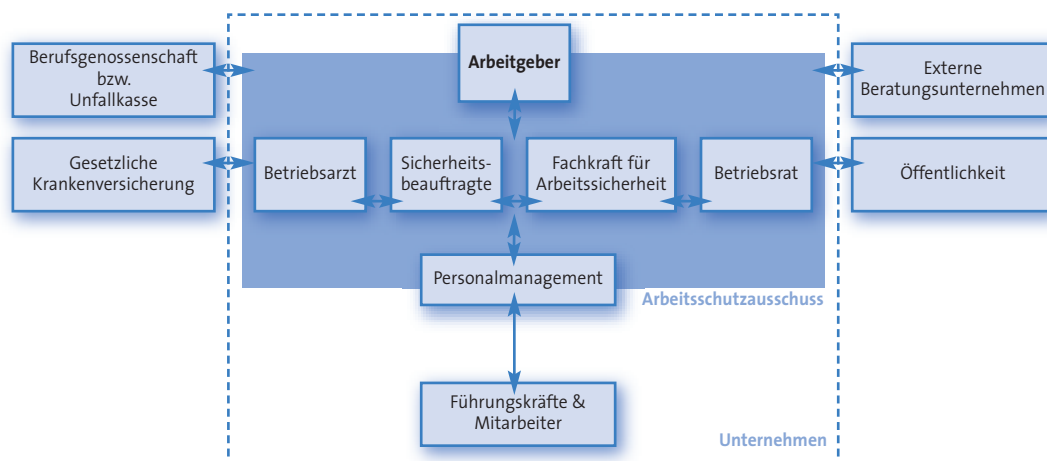 Berufsgenossenschaft
bzw.
Unfallkasse
Arbeitgeber
Externe
Beratungsunternehmen
Gesetzliche
Krankenversicherung
Betriebsarzt
Sicherheits-
beauftragte
Fachkraft für
Arbeitssicherheit
Betriebsrat
Öffentlichkeit
Personalmanagement
Arbeitsschutzausschuss
Führungskräfte &
Mitarbeiter
Unternehmen